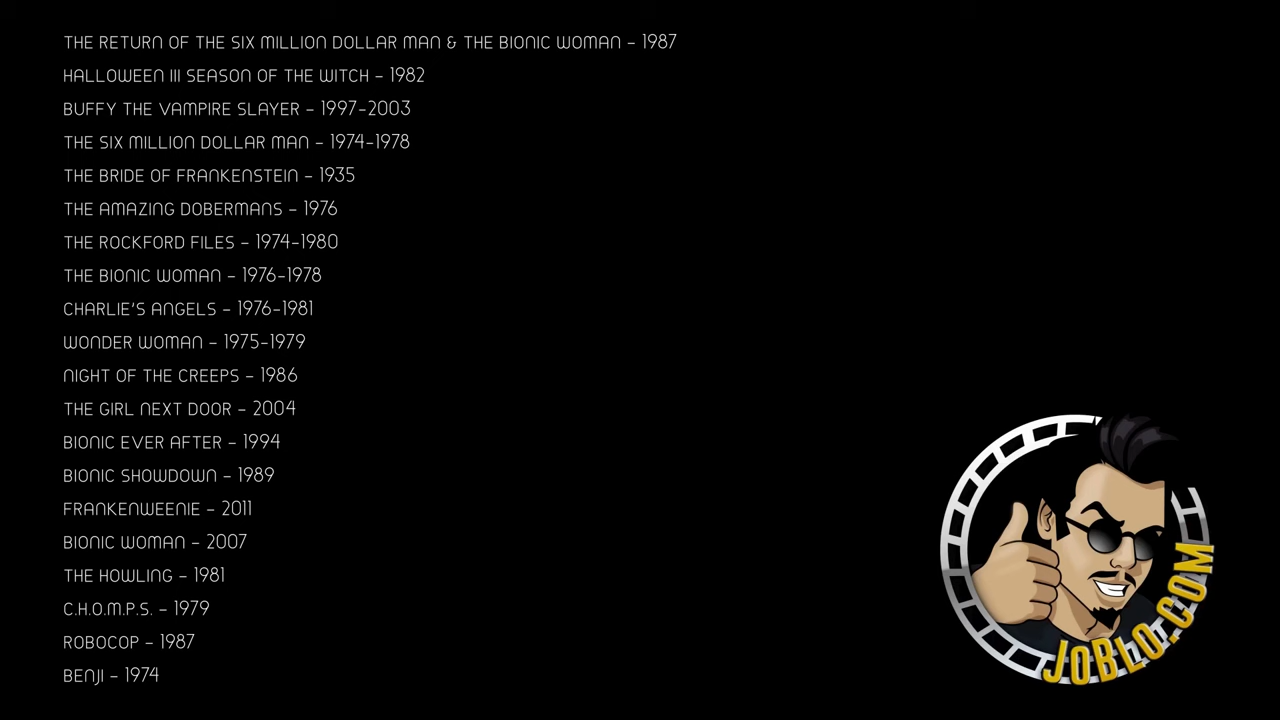 THE RETURN OF THE SIX MILLION DOLLAR MAN & THE BIONIC WOMAN – 1987
HALLOWEEN III SEASON OF THE WITCH – 1982
BUFFY THE VAMPIRE SLAYER – 1997-2003
THE SIX MILLION DOLLAR MAN – 1974-1978
THE BRIDE OF FRANKENSTEIN – 1935
THE AMAZING DOBERMANS – 1976
THE ROCKFORD FILES – 1974-1980
THE BIONIC WOMAN – 1976-1978
CHARLIE'S ANGELS – 1976-1981
WONDER WOMAN – 1975-1979
NIGHT OF THE CREEPS – 1986
THE GIRL NEXT DOOR – 2004
BIONIC EVER AFTER – 1994
BIONIC SHOWDOWN – 1989
FRANKENWEENIE – 2011
BIONIC WOMAN – 2007
THE HOWLING – 1981
C.H.O.M.P.S. – 1979
ROBOCOP – 1987
BENJI – 1974
JOBLO.COM